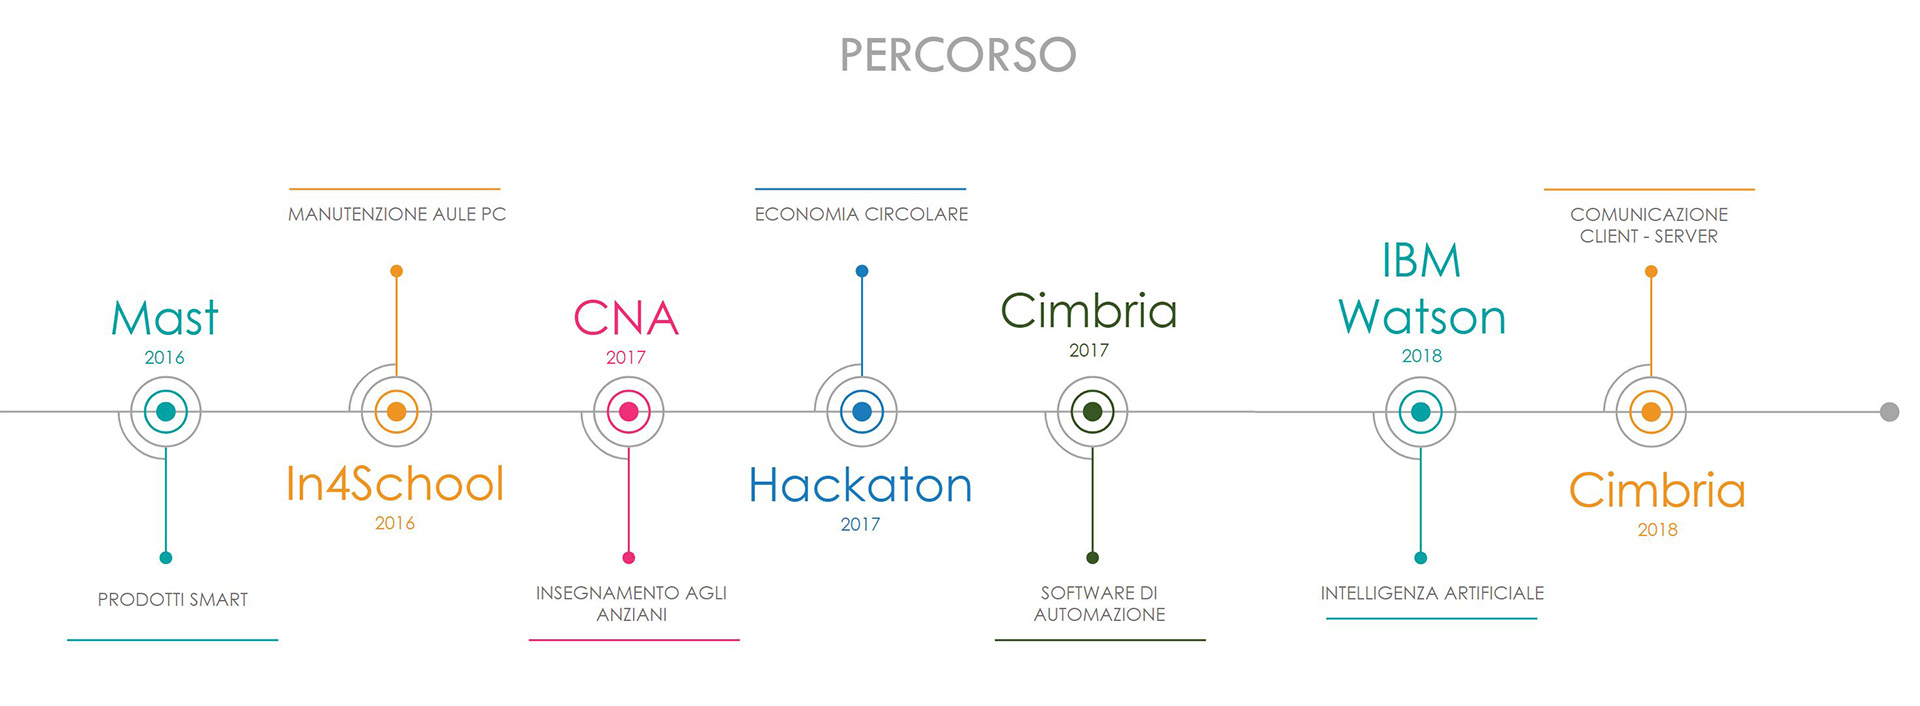 PERCORSO
Mast
2016
PRODOTTI SMART
MANUTENZIONE AULE PC
In4School
2016
CNA
2017
INSEGNAMENTO AGLI
ANZIANI
ECONOMIA CIRCOLARE
Hackaton
2017
Cimbria
2017
SOFTWARE DI
AUTOMAZIONE
IBM
Watson
2018
INTELLIGENZA ARTIFICIALE
COMUNICAZIONE
CLIENT - SERVER
Cimbria
2018